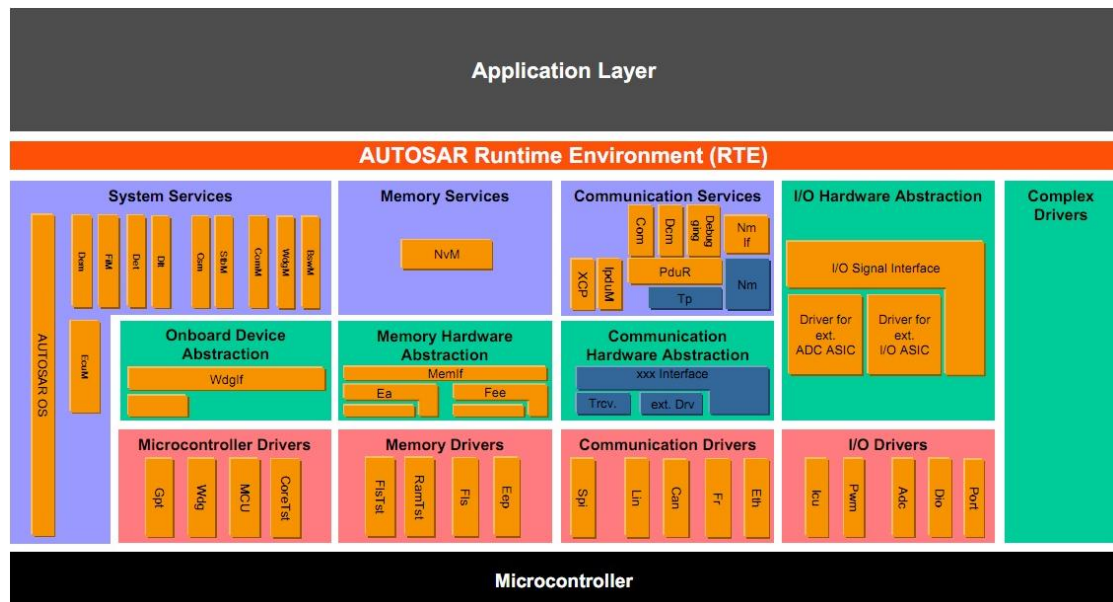 Application Layer
AUTOSAR Runtime Environment (RTE)
System Services
AUTOSAR OS
Dem
FiM
Det
Dlt
Csm
StbM
ComM
WdgM
BswM
EcuM
Onboard Device
Abstraction
WdgIf
Microcontroller Drivers
Gpt
Wdg
MCU
CoreTst
Memory Services
NvM
Memory Hardware
Abstraction
MemIf
Ea
Fee
Memory Drivers
FlsTst
RamTst
Fls
Eep
Communication Services
XCP
IpduM
Com
Dcm
Debug
ging
Nm
If
PduR
Tp
Nm
Communication
Hardware Abstraction
xxx Interface
Trcv.
ext. Drv
Communication Drivers
Spi
Lin
Can
Fr
Eth
I/O Hardware Abstraction
I/O Signal Interface
Driver for
ext.
ADC ASIC
Driver for
ext.
I/O ASIC
I/O Drivers
Icu
Pwm
Adc
Dio
Port
Complex
Drivers
Microcontroller